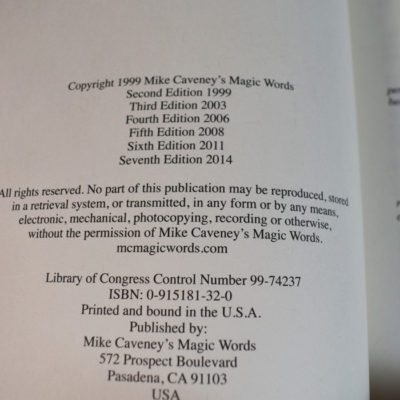 Copyright 1999 Mike Caveney's Magic Words
Second Edition 1999
Third Edition 2003
Fourth Edition 2006
Fifth Edition 2008
Sixth Edition 2011
Seventh Edition 2014
All rights reserved. No part of this publication may be reproduced, stored
in a retrieval system, or transmitted, in any form or by any means,
electronic, mechanical, photocopying, recording or otherwise,
without the permission of Mike Caveney's Magic Words.
mcmagicwords.com
Library of Congress Control Number 99-74237
ISBN: 0-915181-32-0
Printed and bound in the U.S.A.
Published by:
Mike Caveney's Magic Words
572 Prospect Boulevard
Pasadena, CA 91103
USA